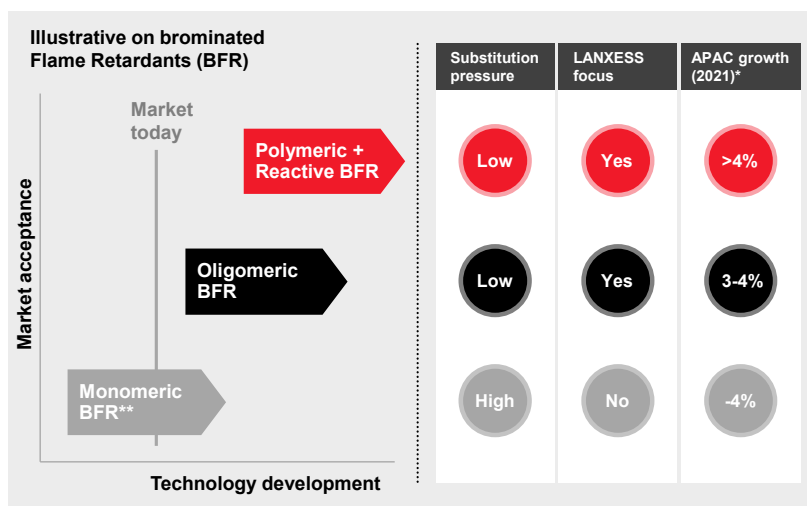 Illustrative on brominated
Flame Retardants (BFR)
Market
today
Market acceptance
Polymeric +
Reactive BFR
Oligomeric
BFR
Monomeric
BFR**
Technology development
Substitution
pressure
LANXESS
focus
APAC growth
(2021)*
Low
Yes
>4%
Low
Yes
3-4%
High
No
-4%